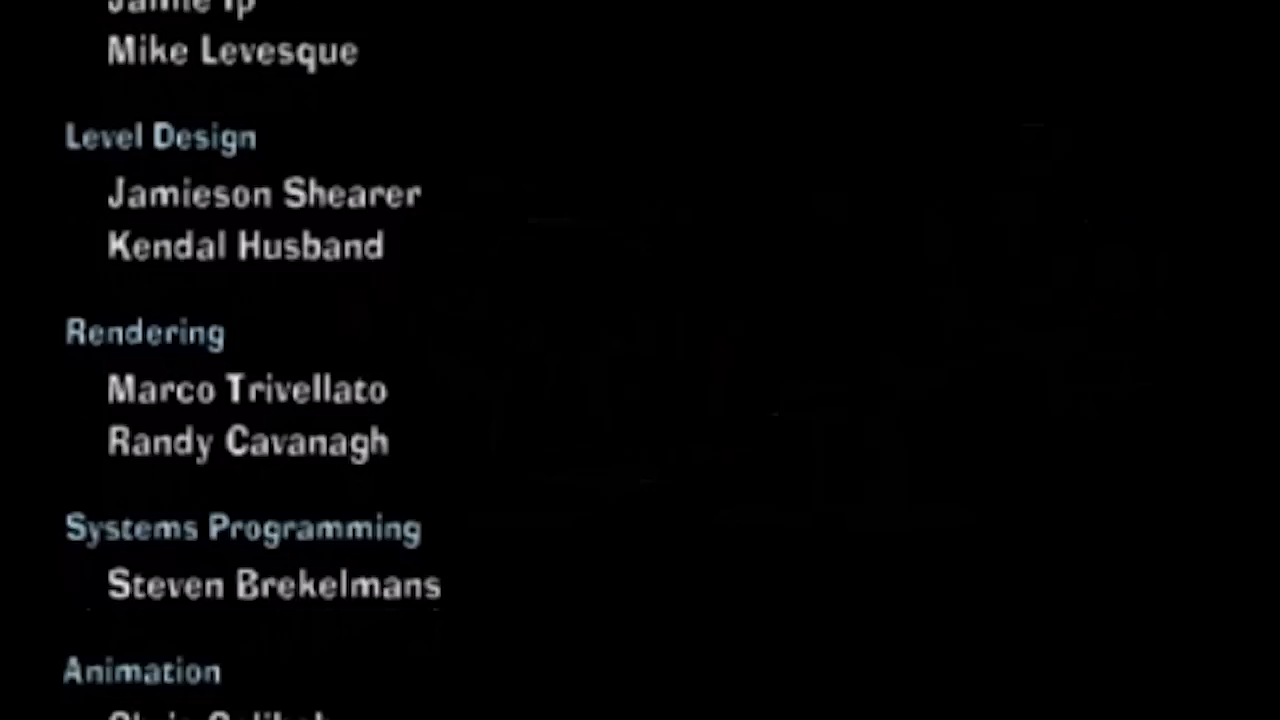 Mike Levesque
Level Design
Jamieson Shearer
Kendal Husband
Rendering
Marco Trivellato
Randy Cavanagh
Systems Programming
Steven Brekelmans
Animation